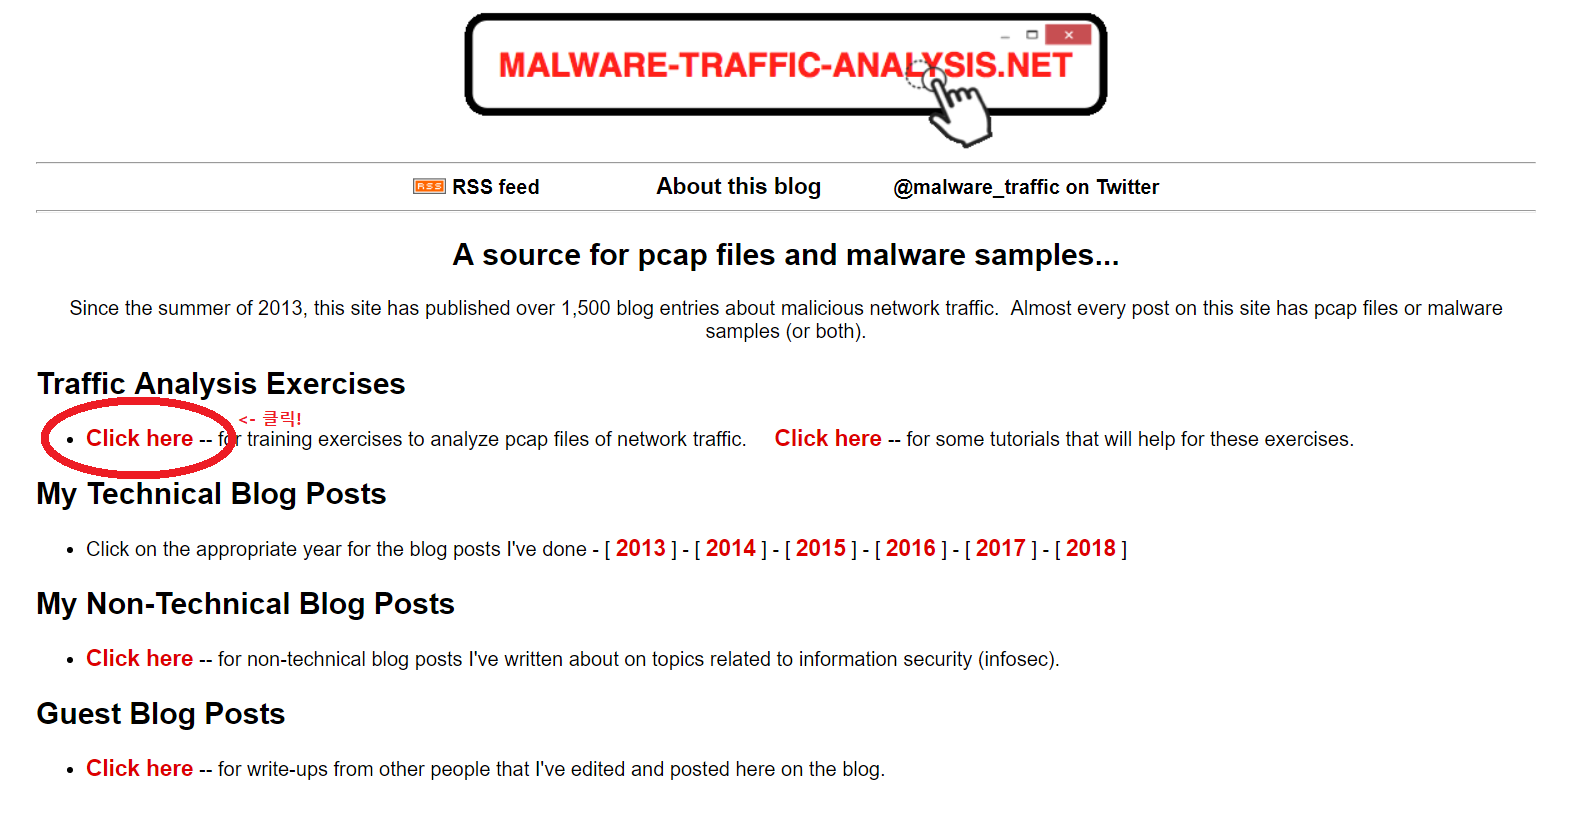 MALWARE-TRAFFIC-ANALYSIS.NET
RSS RSS feed About this blog @malware_traffic on Twitter
A source for pcap files and malware samples...
Since the summer of 2013, this site has published over 1,500 blog entries about malicious network traffic. Almost every post on this site has pcap files or malware
samples (or both).
Traffic Analysis Exercises
<- 클릭!
• Click here -- for training exercises to analyze pcap files of network traffic. Click here -- for some tutorials that will help for these exercises.
My Technical Blog Posts
• Click on the appropriate year for the blog posts I've done - [ 2013 ] - [ 2014 ] - [ 2015 ] - [ 2016 ] - [ 2017 ] - [ 2018 ]
My Non-Technical Blog Posts
• Click here -- for non-technical blog posts I've written about on topics related to information security (infosec).
Guest Blog Posts
• Click here -- for write-ups from other people that I've edited and posted here on the blog.